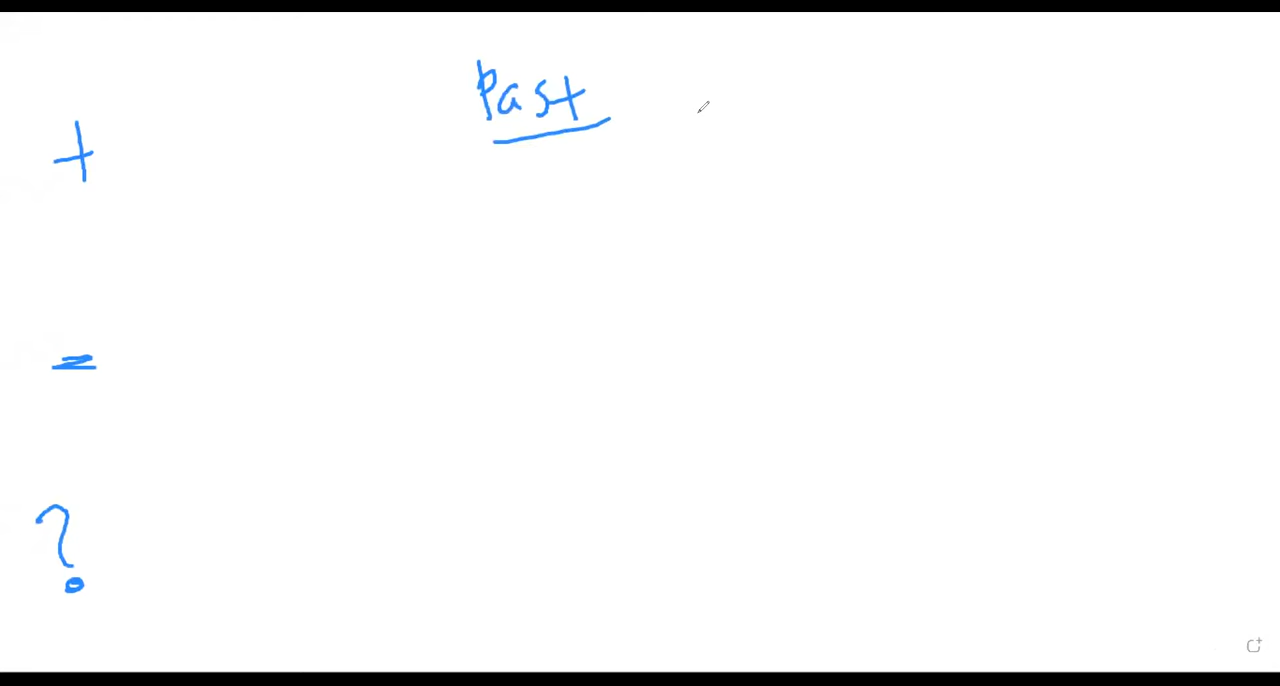 Past
+
=
?